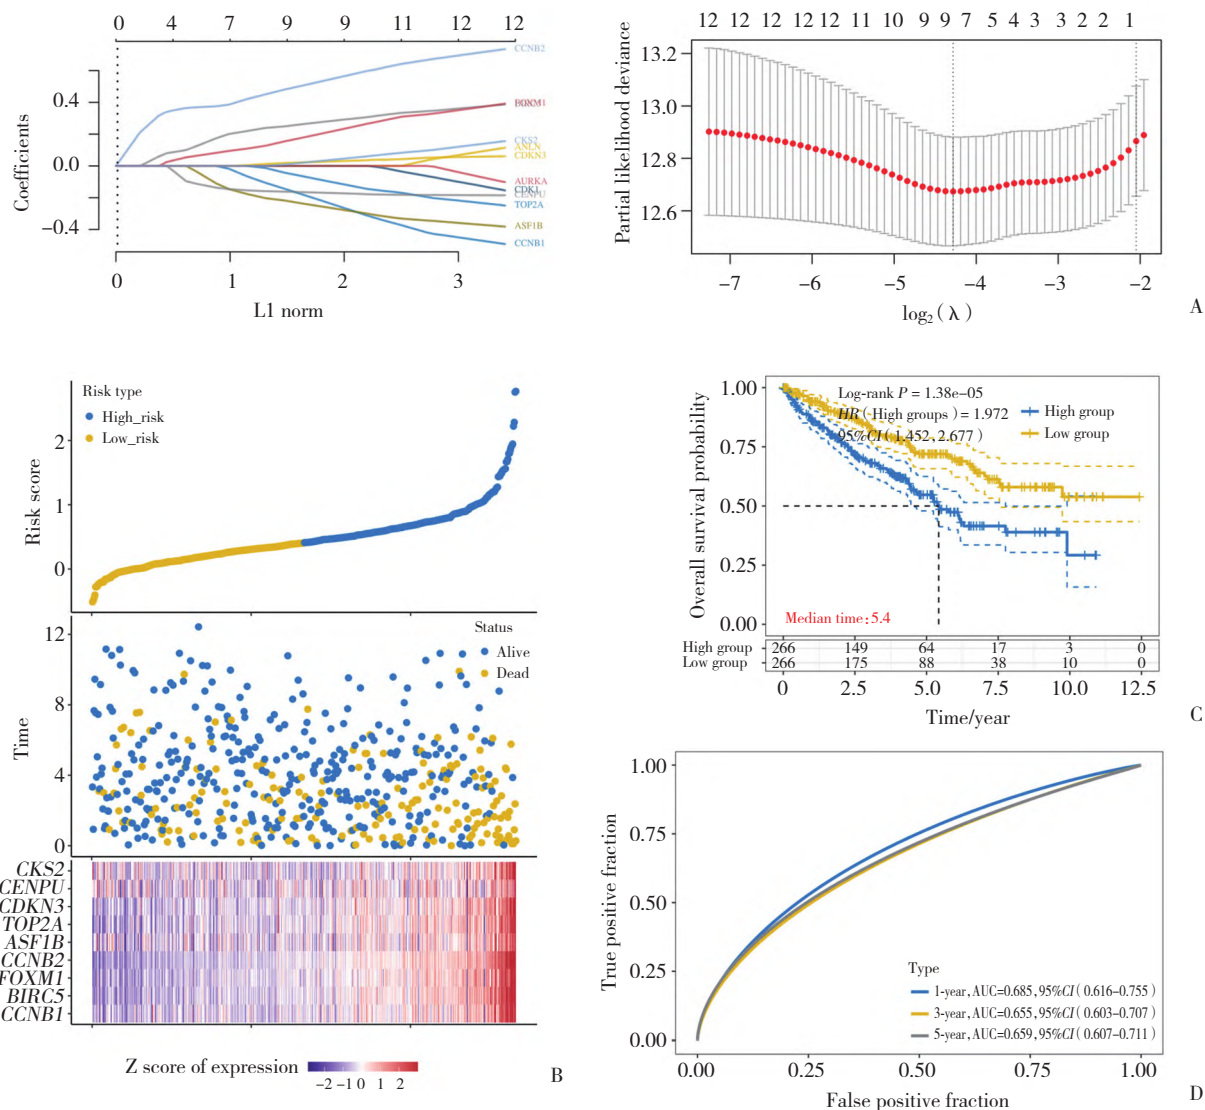 0 4 7 9 9 11 12 12
CCNB2
BIRC5
FOXM1
CKS2
ANLN
CDKN3
AURKA
CDK1
CENPU
TOP2A
ASF1B
CCNB1
0.4
0.0
−0.4
Coefficients
0 1 2 3
L1 norm
12 12 12 12 12 11 10 9 9 7 5 4 3 2 2 1
13.2
13.0
12.8
12.6
Partial likelihood deviance
−7 −6 −5 −4 −3 −2
log2(λ)
A
Risk type
High_risk
Low_risk
2
1
0
Risk score
Status
Alive
Dead
12
8
4
0
Time
CKS2
CENPU
CDKN3
TOP2A
ASF1B
CCNB2
FOXM1
BIRC5
CCNB1
Z score of expression
−2 −1 0 1 2
B
1.00
0.75
0.50
0.25
0.00
Overall survival probability
Log-rank P = 1.38e−05
HR(High groups) = 1.972
95%CI(1.452,2.677)
High group
Low group
Median time:5.4
High group 266 149 64 17 3 0
Low group 266 175 88 38 10 0
0 2.5 5.0 7.5 10.0 12.5
Time/year
C
1.00
0.75
0.50
0.25
0.00
True positive fraction
Type
1-year, AUC=0.685, 95%CI(0.616−0.755)
3-year, AUC=0.655, 95%CI(0.603−0.707)
5-year, AUC=0.659, 95%CI(0.607−0.711)
0.00 0.25 0.50 0.75 1.00
False positive fraction
D